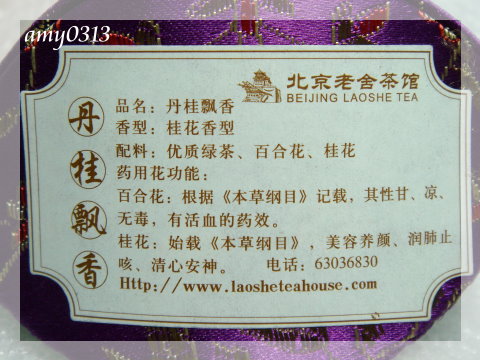 amy0313
北京老舍茶馆
BEIJING LAOSHE TEA
丹桂飘香
品名：丹桂飘香
香型：桂花香型
配料：优质绿茶、百合花、桂花
药用花功能：
百合花：根据《本草纲目》记载，其性甘、凉、
无毒，有活血的药效。
桂花：始载《本草纲目》，美容养颜、润肺止
咳、清心安神。 电话：63036830
Http://www.laosheteahouse.com